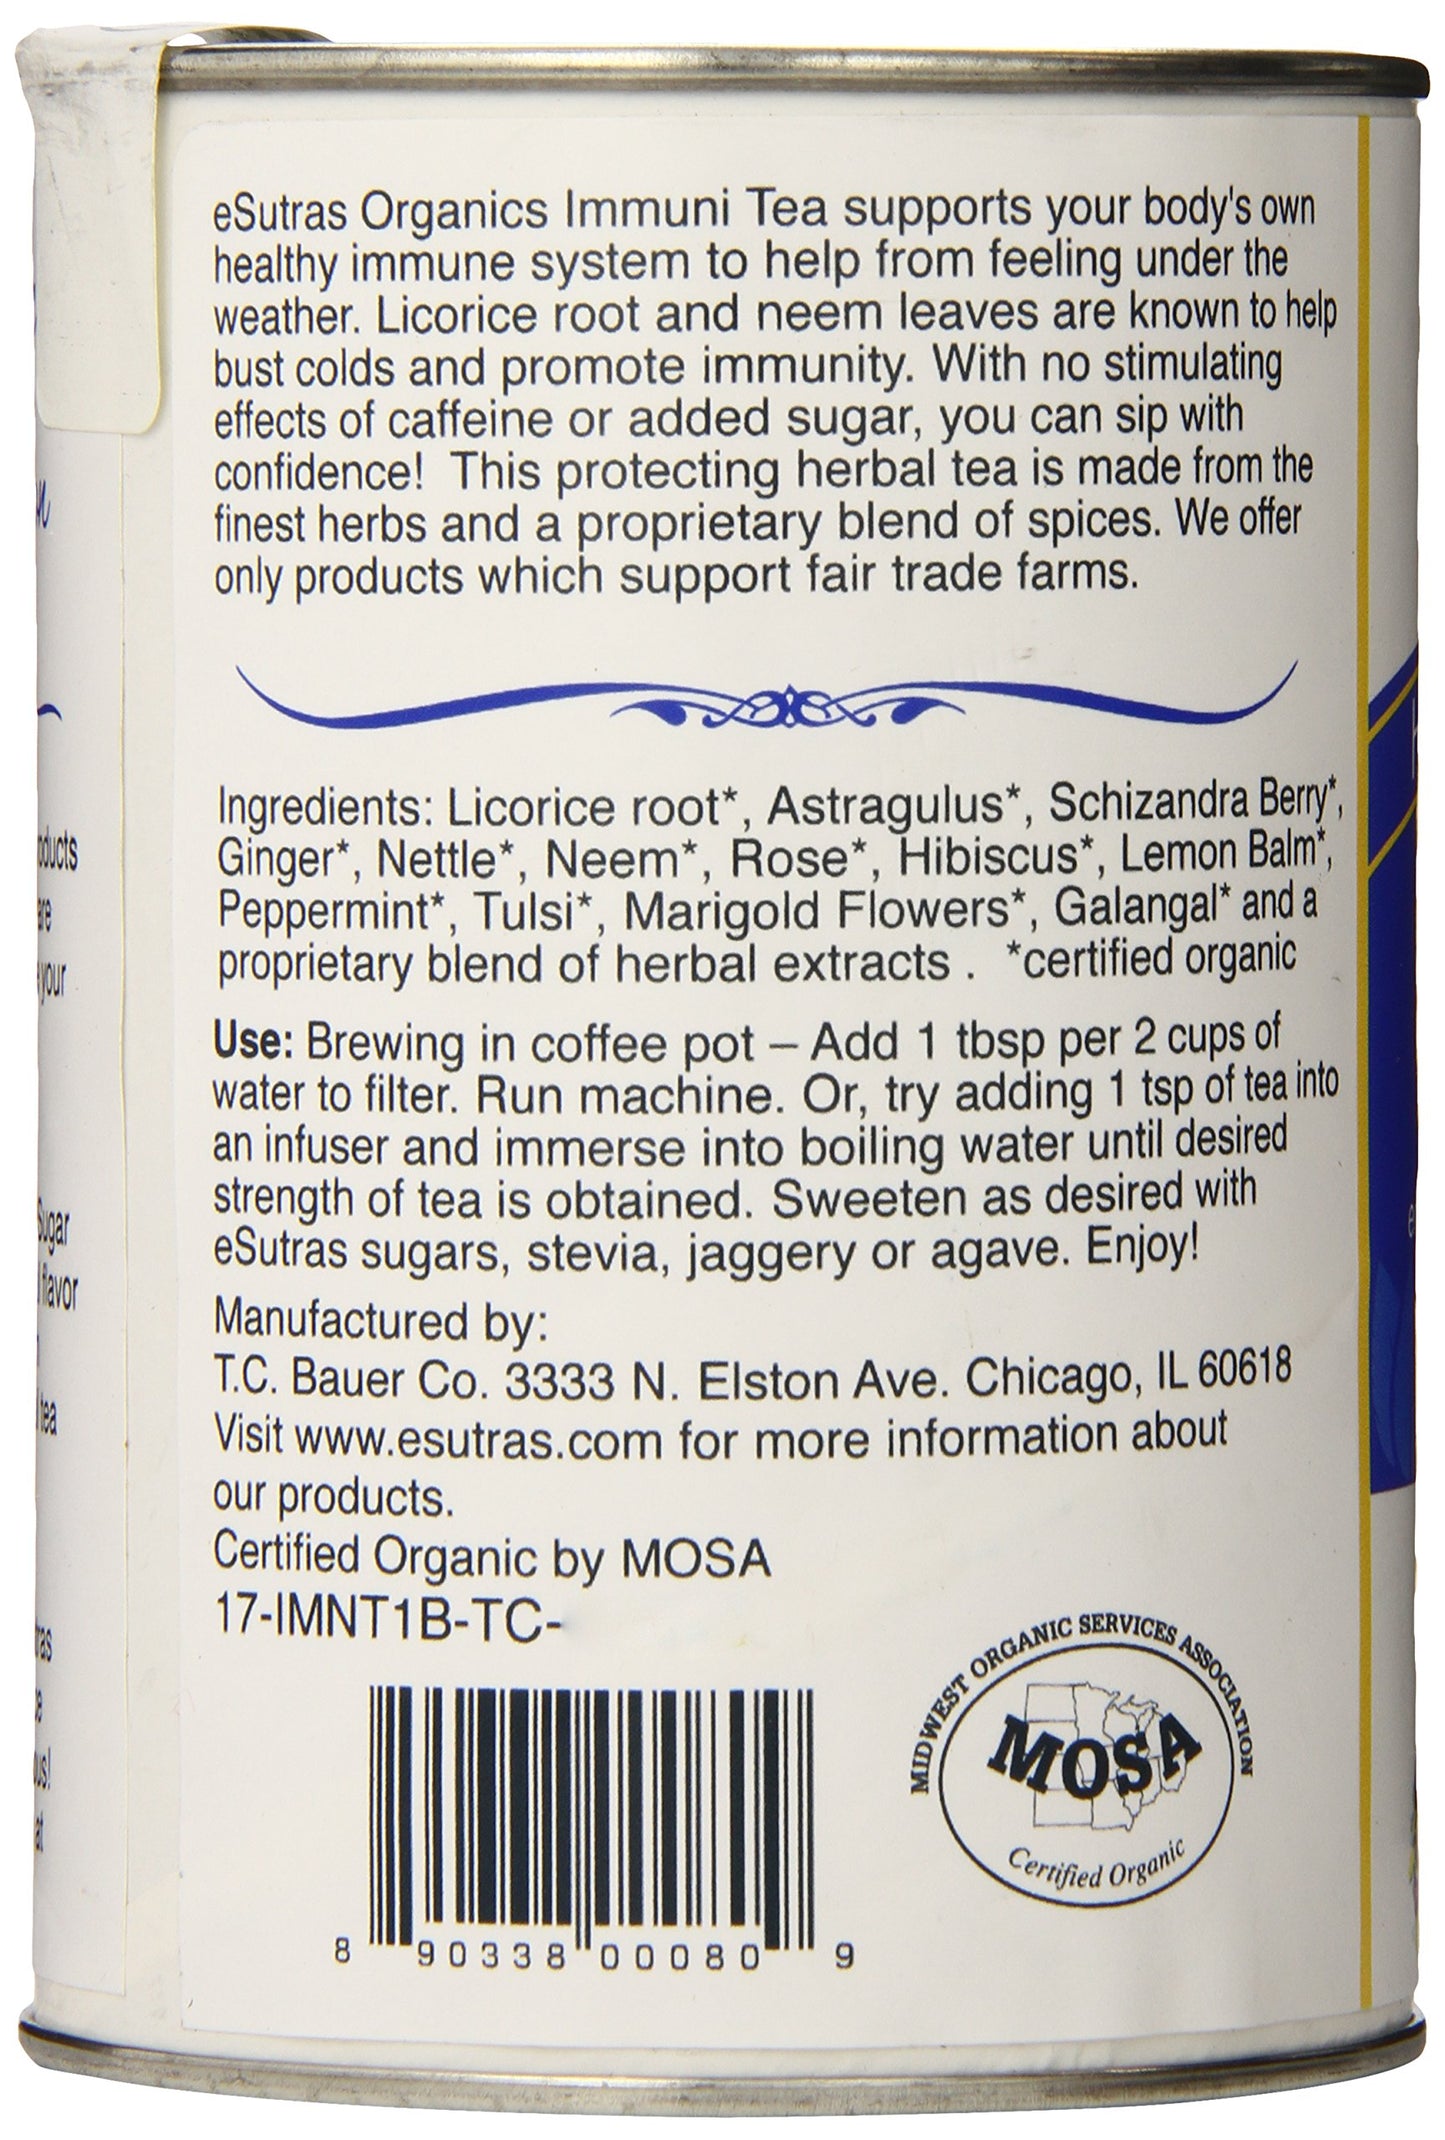 eSutras Organics Immuni Tea supports your body's own
healthy immune system to help from feeling under the
weather. Licorice root and neem leaves are known to help
bust colds and promote immunity. With no stimulating
effects of caffeine or added sugar, you can sip with
confidence! This protecting herbal tea is made from the
finest herbs and a proprietary blend of spices. We offer
only products which support fair trade farms.
Ingredients: Licorice root*, Astragulus*, Schizandra Berry*,
Ginger*, Nettle*, Neem*, Rose*, Hibiscus*, Lemon Balm*,
Peppermint*, Tulsi*, Marigold Flowers*, Galangal* and a
proprietary blend of herbal extracts . *certified organic
Use: Brewing in coffee pot – Add 1 tbsp per 2 cups of
water to filter. Run machine. Or, try adding 1 tsp of tea into
an infuser and immerse into boiling water until desired
strength of tea is obtained. Sweeten as desired with
eSutras sugars, stevia, jaggery or agave. Enjoy!
Manufactured by:
T.C. Bauer Co. 3333 N. Elston Ave. Chicago, IL 60618
Visit www.esutras.com for more information about
our products.
Certified Organic by MOSA
17-IMNT1B-TC-
8 90338 00080 9
MIDWEST ORGANIC SERVICES ASSOCIATION
MOSA
Certified Organic
your
Sugar
flavor
tea